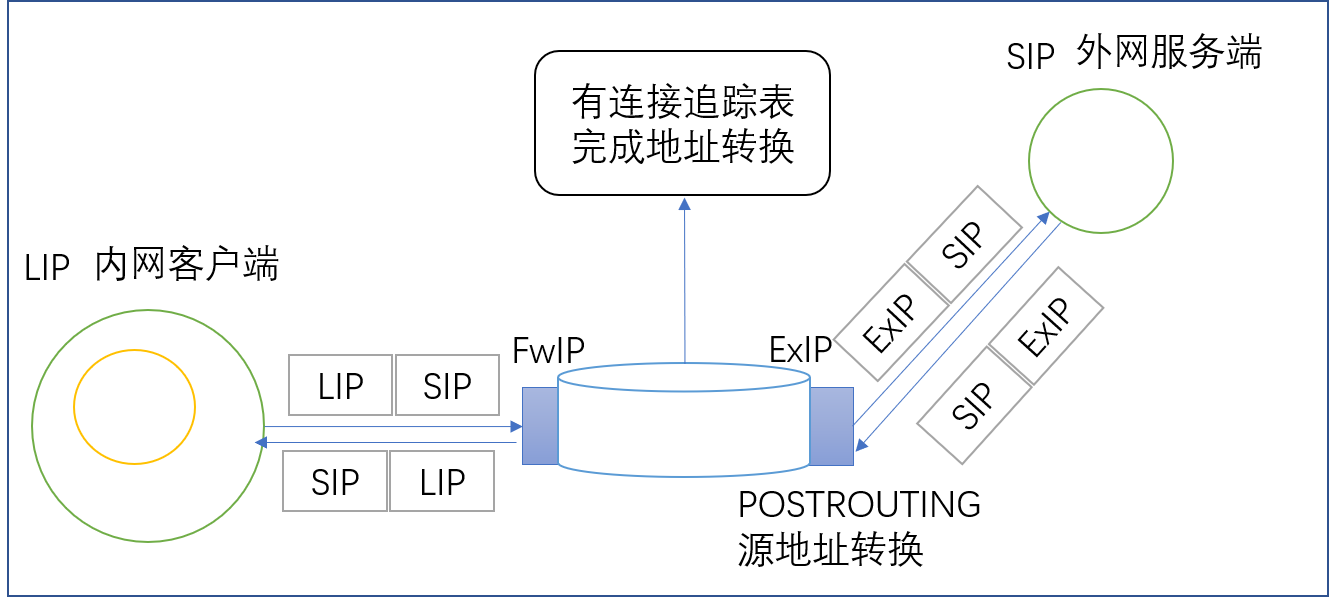 SIP 外网服务端
有连接追踪表
完成地址转换
LIP 内网客户端
FwIP
ExIP
LIP SIP
SIP LIP
ExIP SIP
SIP ExIP
POSTROUTING
源地址转换